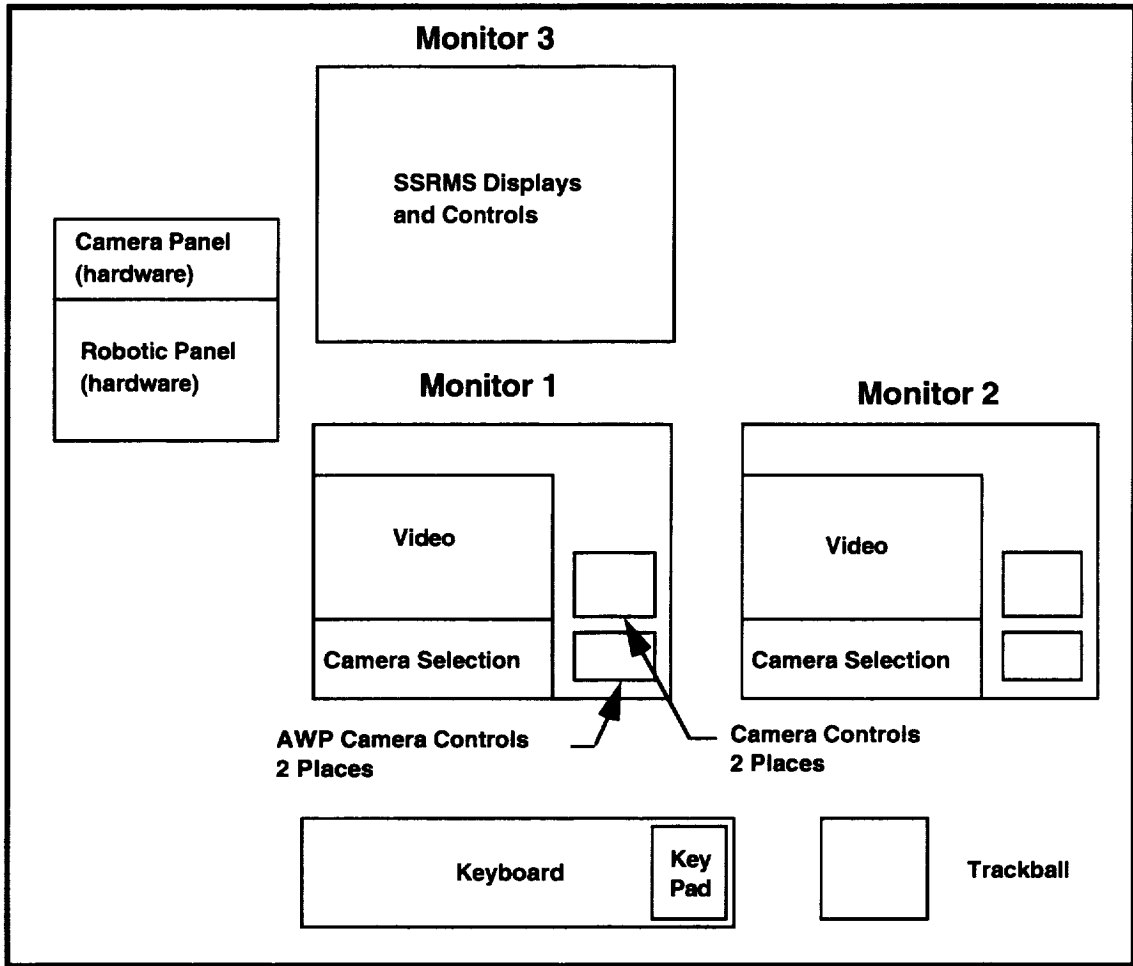 Monitor 3
SSRMS Displays
and Controls
Camera Panel
(hardware)
Robotic Panel
(hardware)
Monitor 1
Monitor 2
Video
Video
Camera Selection
Camera Selection
AWP Camera Controls
2 Places
Camera Controls
2 Places
Keyboard
Key
Pad
Trackball